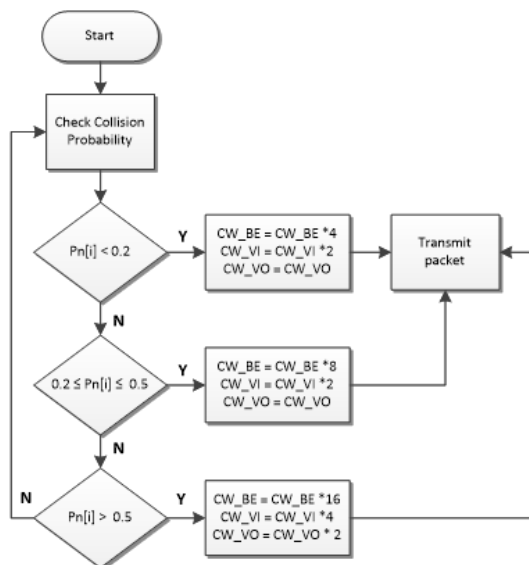 Start
Check Collision
Probability
Pn[i] < 0.2
Y
CW_BE = CW_BE *4
CW_VI = CW_VI *2
CW_VO = CW_VO
Transmit
packet
N
0.2 ≤ Pn[i] ≤ 0.5
Y
CW_BE = CW_BE *8
CW_VI = CW_VI *2
CW_VO = CW_VO
N
N
Pn[i] > 0.5
Y
CW_BE = CW_BE *16
CW_VI = CW_VI *4
CW_VO = CW_VO * 2